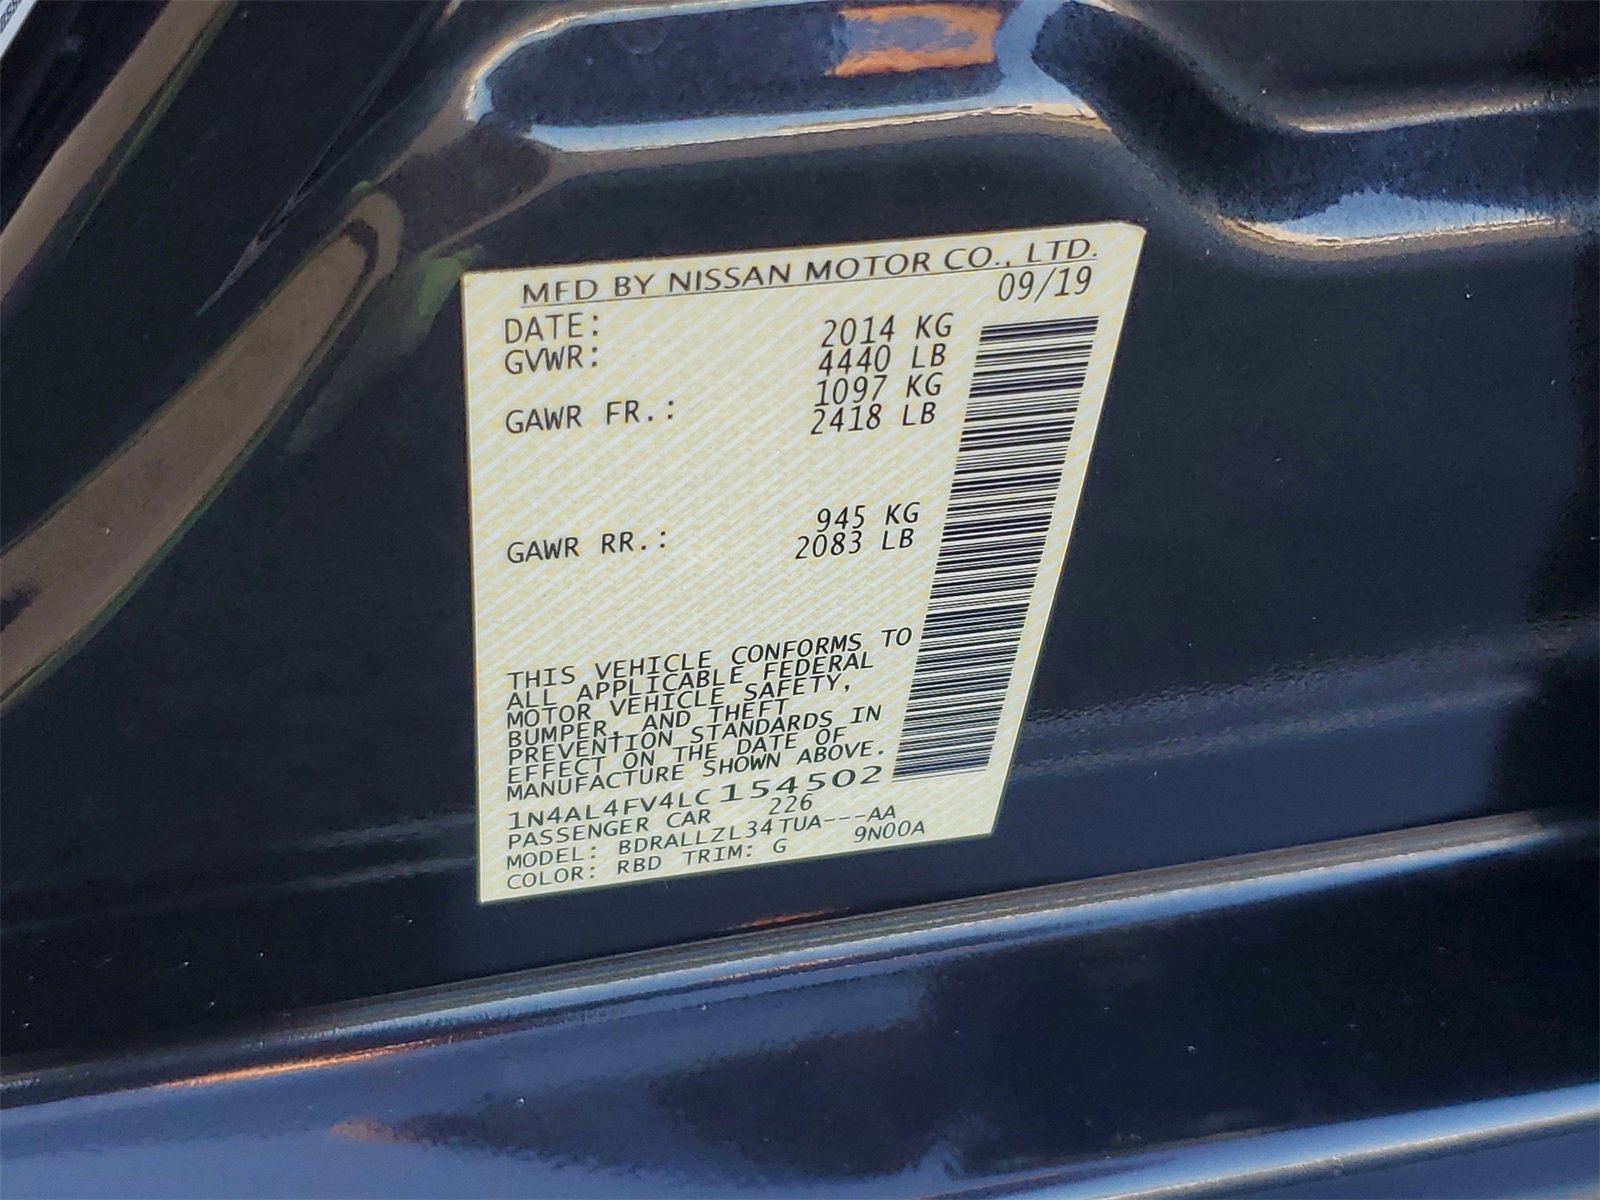 MFD BY NISSAN MOTOR CO., LTD.
DATE: 09/19
GVWR: 2014 KG
4440 LB
GAWR FR.: 1097 KG
2418 LB
GAWR RR.: 945 KG
2083 LB
THIS VEHICLE CONFORMS TO
ALL APPLICABLE FEDERAL
MOTOR VEHICLE SAFETY,
BUMPER, AND THEFT
PREVENTION STANDARDS IN
EFFECT ON THE DATE OF
MANUFACTURE SHOWN ABOVE.
1N4AL4FV4LC154502
PASSENGER CAR 226
MODEL: BDRALLZL34TUA---AA
COLOR: RBD TRIM: G 9N00A